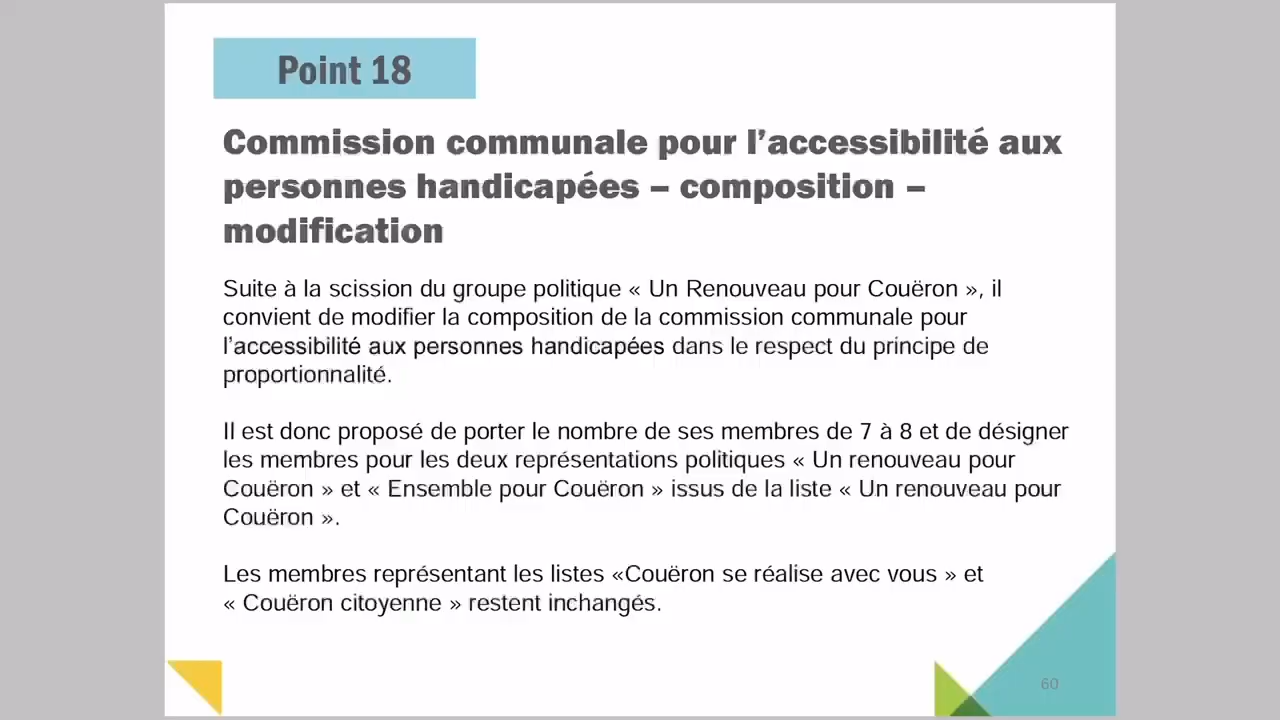 Point 18
Commission communale pour l’accessibilité aux
personnes handicapées – composition –
modification
Suite à la scission du groupe politique « Un Renouveau pour Couëron », il
convient de modifier la composition de la commission communale pour
l’accessibilité aux personnes handicapées dans le respect du principe de
proportionnalité.
Il est donc proposé de porter le nombre de ses membres de 7 à 8 et de désigner
les membres pour les deux représentations politiques « Un renouveau pour
Couëron » et « Ensemble pour Couëron » issus de la liste « Un renouveau pour
Couëron ».
Les membres représentant les listes «Couëron se réalise avec vous » et
« Couëron citoyenne » restent inchangés.
60